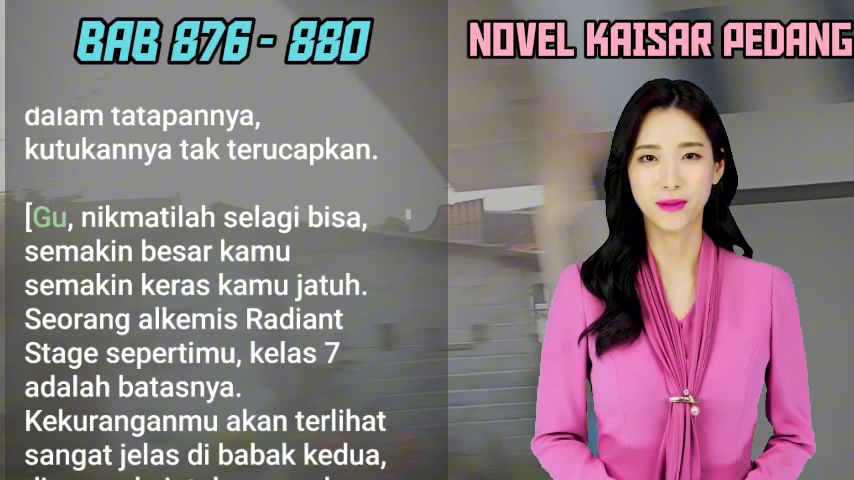 BAB 876 - 880
NOVEL KAISAR PEDANG
dalam tatapannya,
kutukannya tak terucapkan.
[Gu, nikmatilah selagi bisa,
semakin besar kamu
semakin keras kamu jatuh.
Seorang alkemis Radiant
Stage sepertimu, kelas 7
adalah batasnya.
Kekuranganmu akan terlihat
sangat jelas di babak kedua,